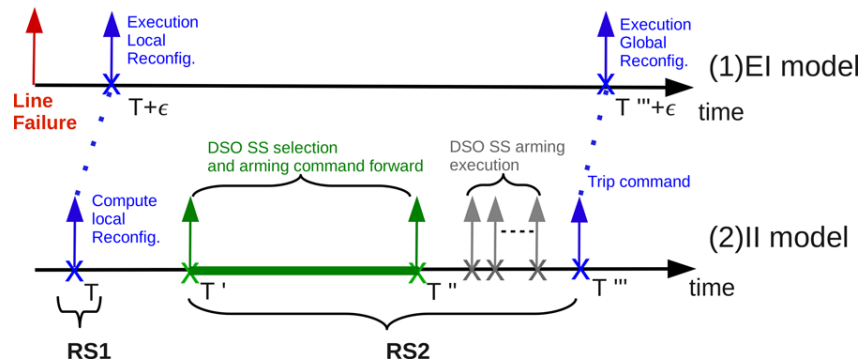 Execution
Local
Reconfig.
Execution
Global
Reconfig.
(1)EI model
Line
Failure
T+ϵ
T '''+ϵ
time
DSO SS selection
and arming command forward
DSO SS arming
execution
Trip command
Compute
local
Reconfig.
(2)II model
T
T '
T ''
T '''
time
RS1
RS2